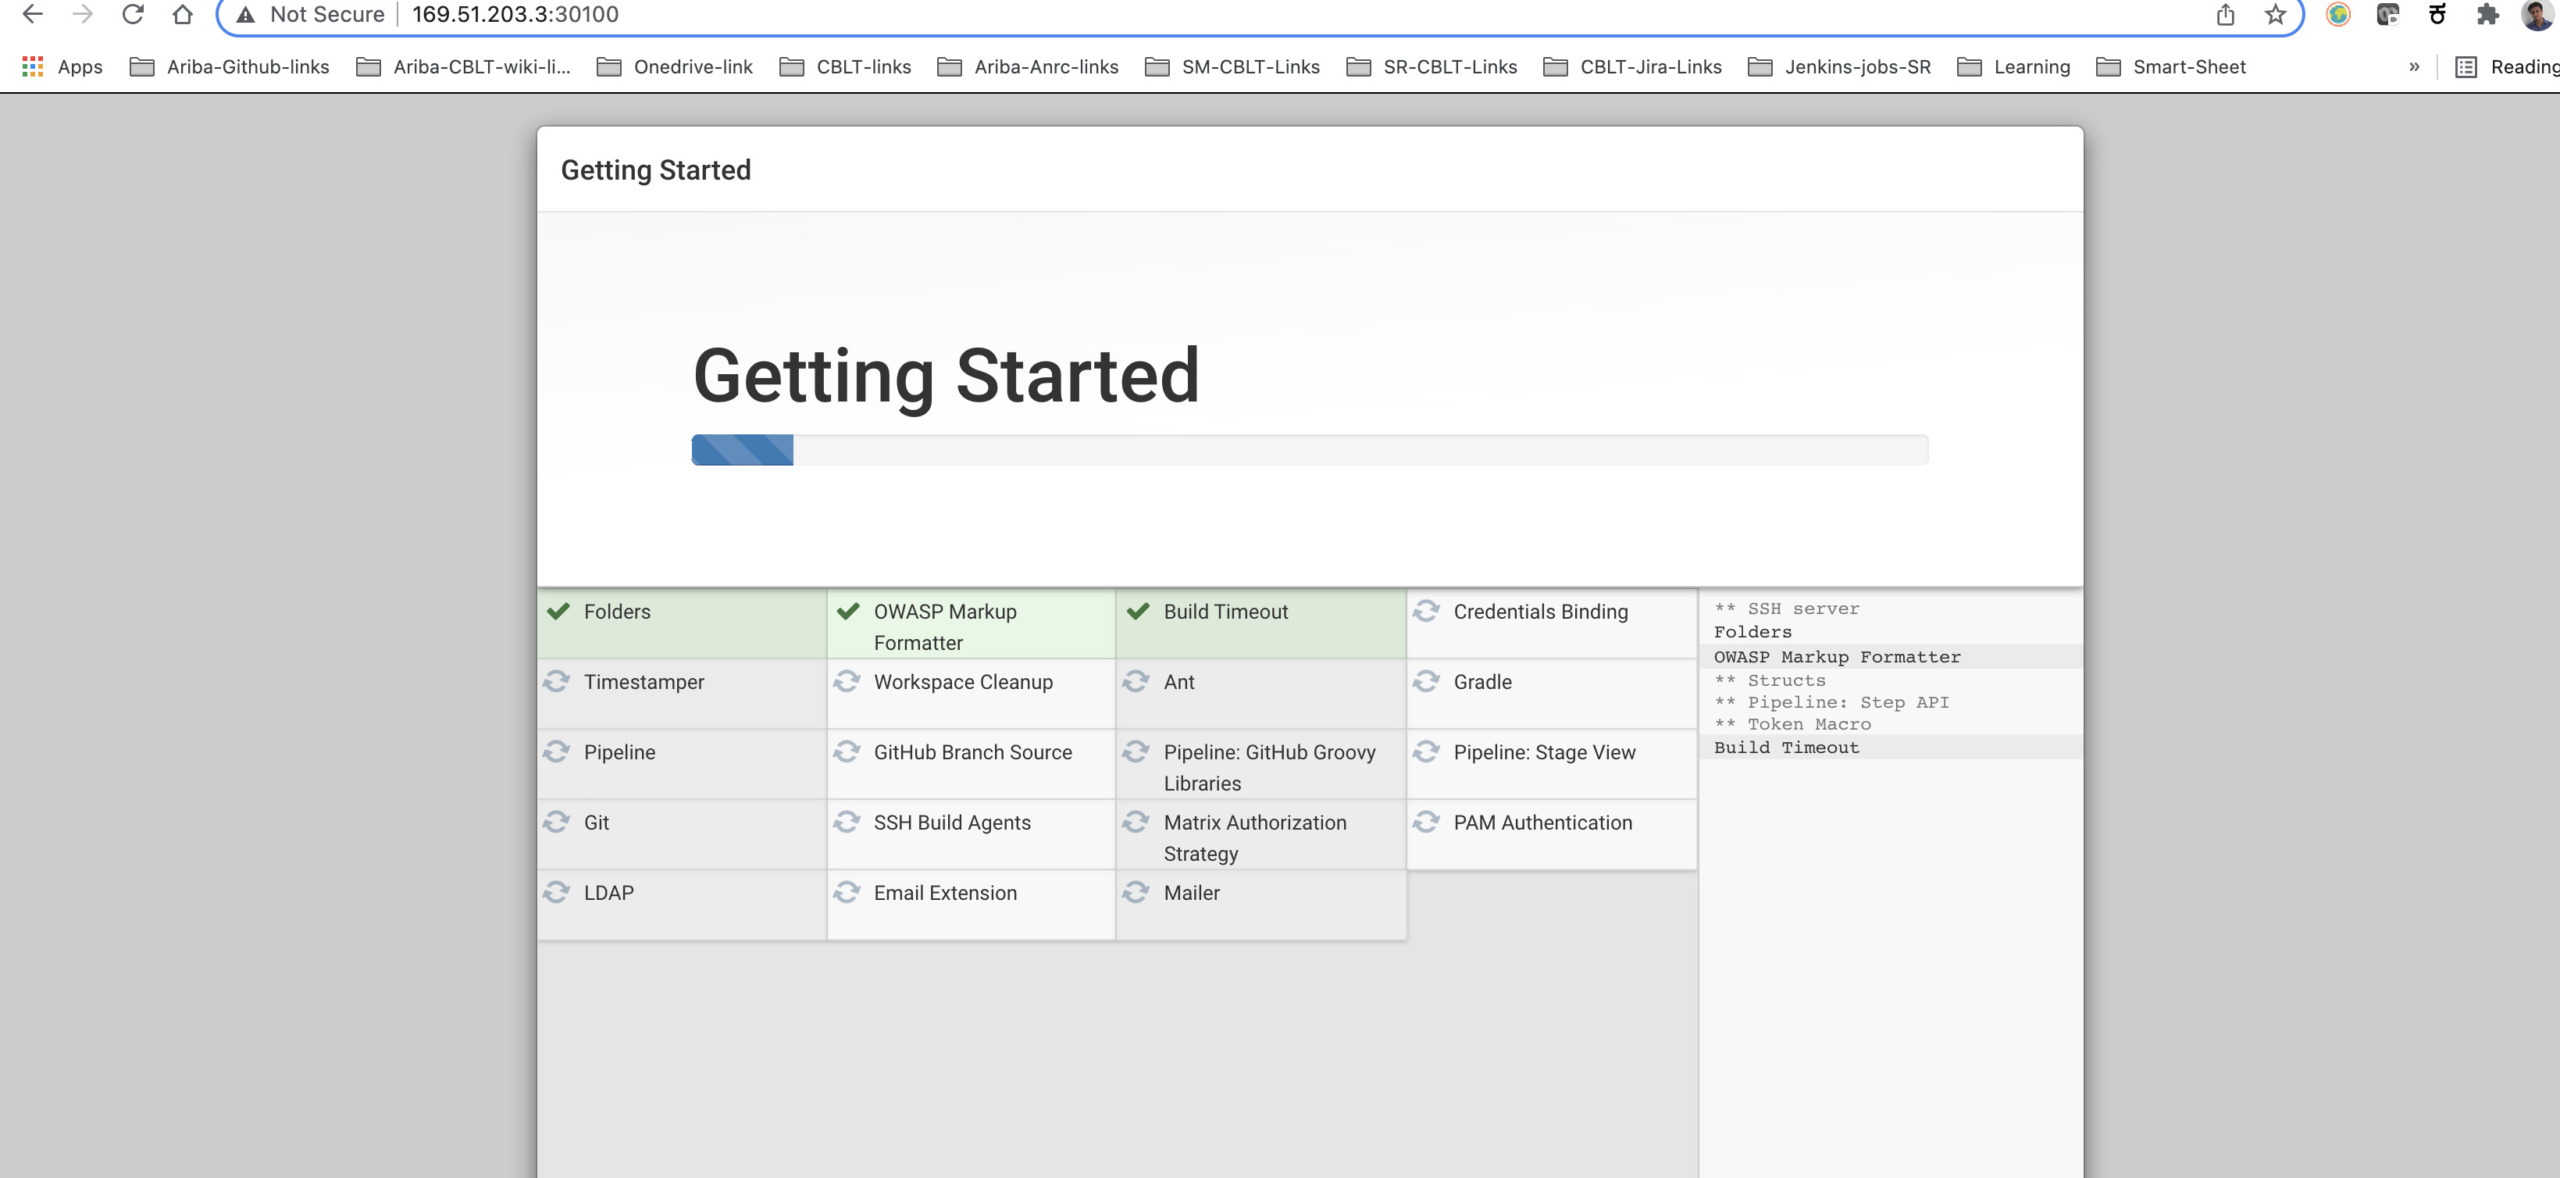 Not Secure 169.51.203.3:30100
Apps Ariba-Github-links Ariba-CBLT-wiki-li... Onedrive-link CBLT-links Ariba-Anrc-links SM-CBLT-Links SR-CBLT-Links CBLT-Jira-Links Jenkins-jobs-SR Learning Smart-Sheet » Reading
Getting Started
Getting Started
Folders
OWASP Markup
Formatter
Build Timeout
Credentials Binding
Timestamper
Workspace Cleanup
Ant
Gradle
Pipeline
GitHub Branch Source
Pipeline: GitHub Groovy
Libraries
Pipeline: Stage View
Git
SSH Build Agents
Matrix Authorization
Strategy
PAM Authentication
LDAP
Email Extension
Mailer
** SSH server
Folders
OWASP Markup Formatter
** Structs
** Pipeline: Step API
** Token Macro
Build Timeout